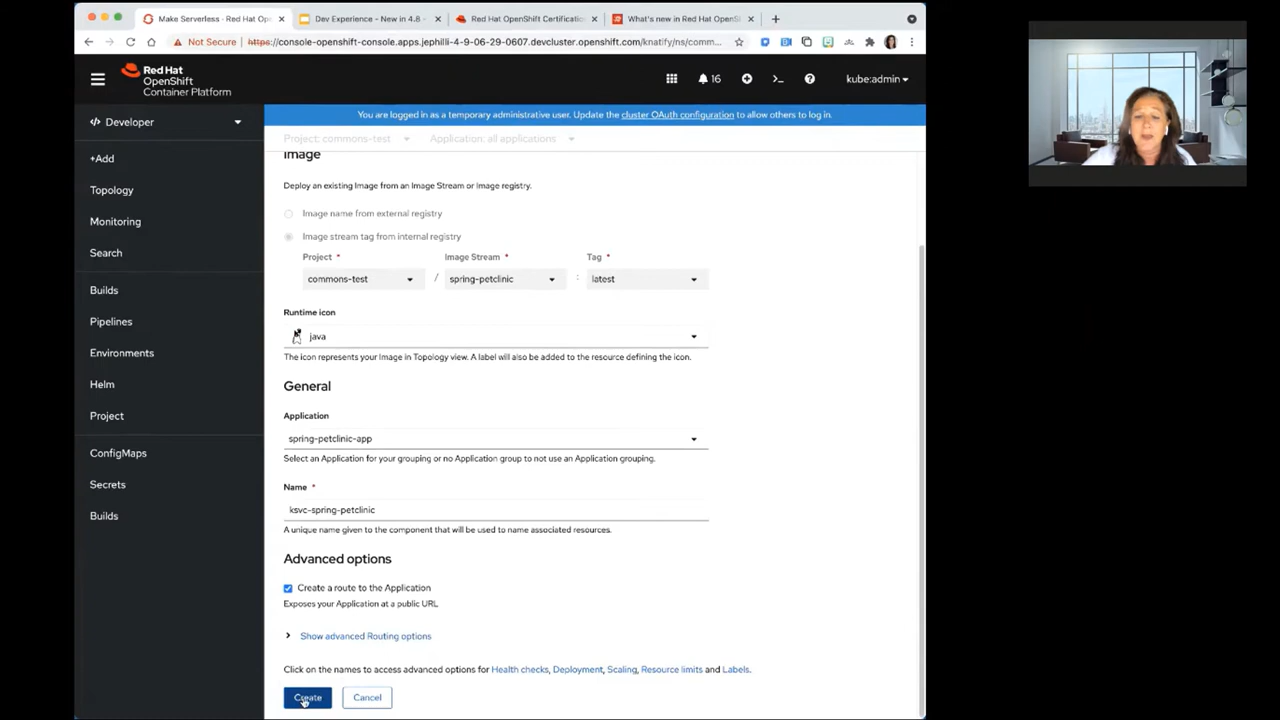 Make Serverless · Red Hat Op
Dev Experience - New in 4.8 -
Red Hat OpenShift Certification
What's new in Red Hat OpenS
Not Secure
https://console-openshift-console.apps.jephilli-4-9-06-29-0607.devcluster.openshift.com/knatify/ns/comm...
Red Hat
OpenShift
Container Platform
16
kube:admin
You are logged in as a temporary administrative user. Update the cluster OAuth configuration to allow others to log in.
Developer
+Add
Topology
Monitoring
Search
Builds
Pipelines
Environments
Helm
Project
ConfigMaps
Secrets
Builds
Project: commons-test
Application: all applications
Image
Deploy an existing Image from an Image Stream or Image registry.
Image name from external registry
Image stream tag from internal registry
Project *
Image Stream *
Tag *
commons-test
/
spring-petclinic
:
latest
Runtime icon
java
The icon represents your Image in Topology view. A label will also be added to the resource defining the icon.
General
Application
spring-petclinic-app
Select an Application for your grouping or no Application group to not use an Application grouping.
Name *
ksvc-spring-petclinic
A unique name given to the component that will be used to name associated resources.
Advanced options
Create a route to the Application
Exposes your Application at a public URL
Show advanced Routing options
Click on the names to access advanced options for Health checks, Deployment, Scaling, Resource limits and Labels.
Create
Cancel